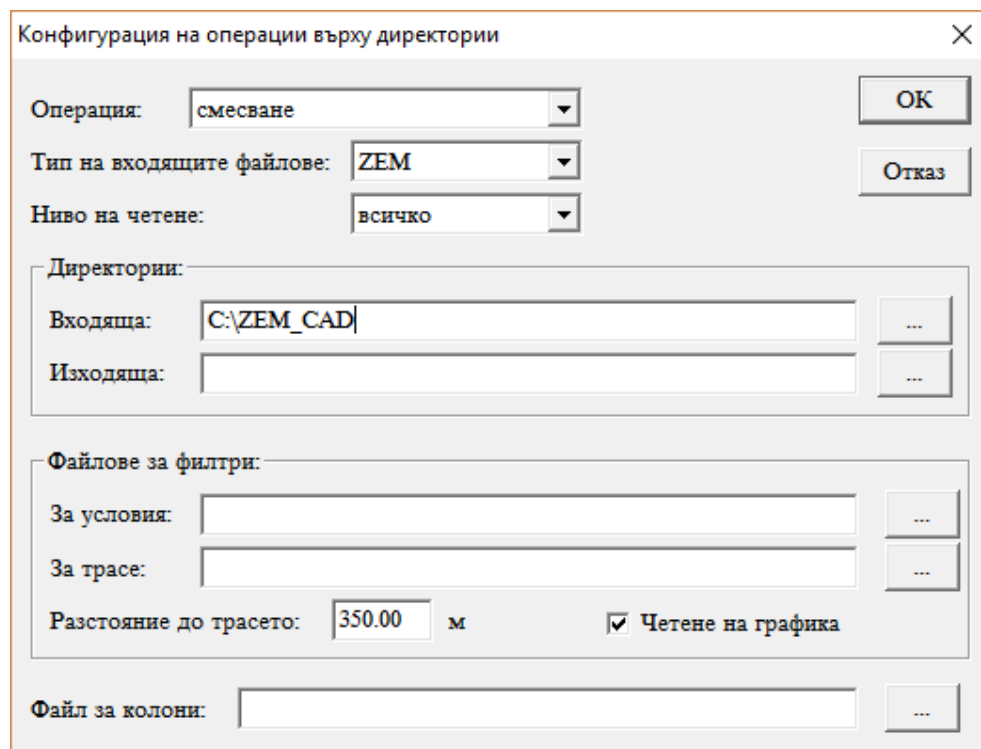 Конфигурация на операции върху директории
Операция: смесване OK
Тип на входящите файлове: ZEM Отказ
Ниво на четене: всичко
Директории:
Входяща: C:\ZEM_CAD ...
Изходяща: ...
Файлове за филтри:
За условия: ...
За трасе: ...
Разстояние до трасето: 350.00 м Четене на графика
Файл за колони: ...